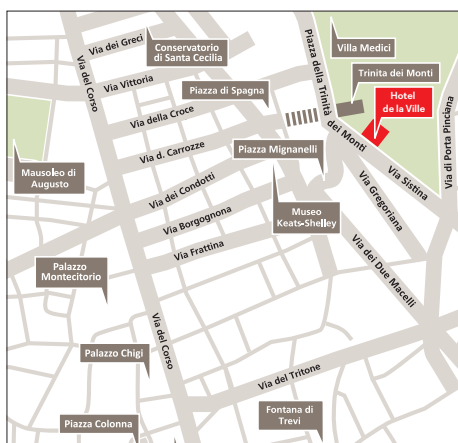 Via dei Greci
Conservatorio
di Santa Cecilia
Villa Medici
Piazza della Trinità
dei Monti
Trinita dei Monti
Via del Corso
Via Vittoria
Piazza di Spagna
Hotel
de la Ville
Via della Croce
Via di Porta Pinciana
Via d. Carrozze
Piazza Mignanelli
Mausoleo di
Augusto
Via Sistina
Via dei Condotti
Via Gregoriana
Via Borgognona
Museo
Keats-Shelley
Via Frattina
Via dei Due Macelli
Palazzo
Montecitorio
Via del Corso
Palazzo Chigi
Via del Tritone
Piazza Colonna
Fontana di
Trevi